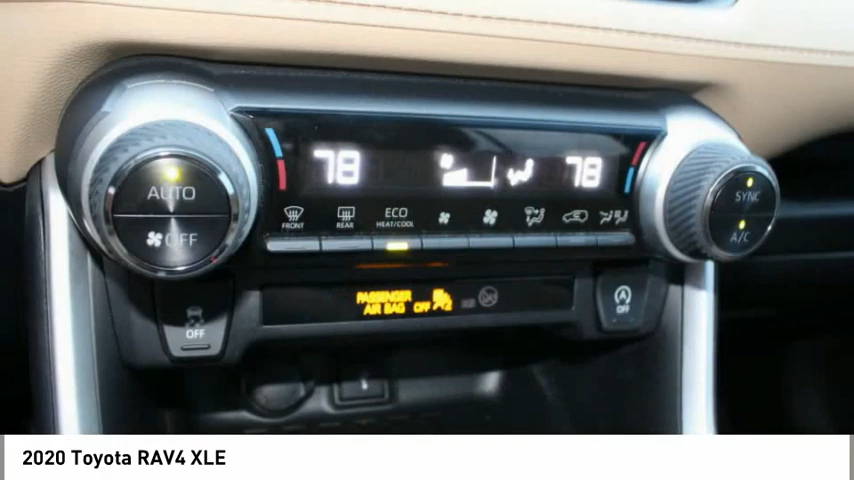 78 78
AUTO
OFF
FRONT REAR ECO
HEAT/COOL
SYNC
A/C
PASSENGER
AIR BAG OFF
OFF
A
OFF
2020 Toyota RAV4 XLE